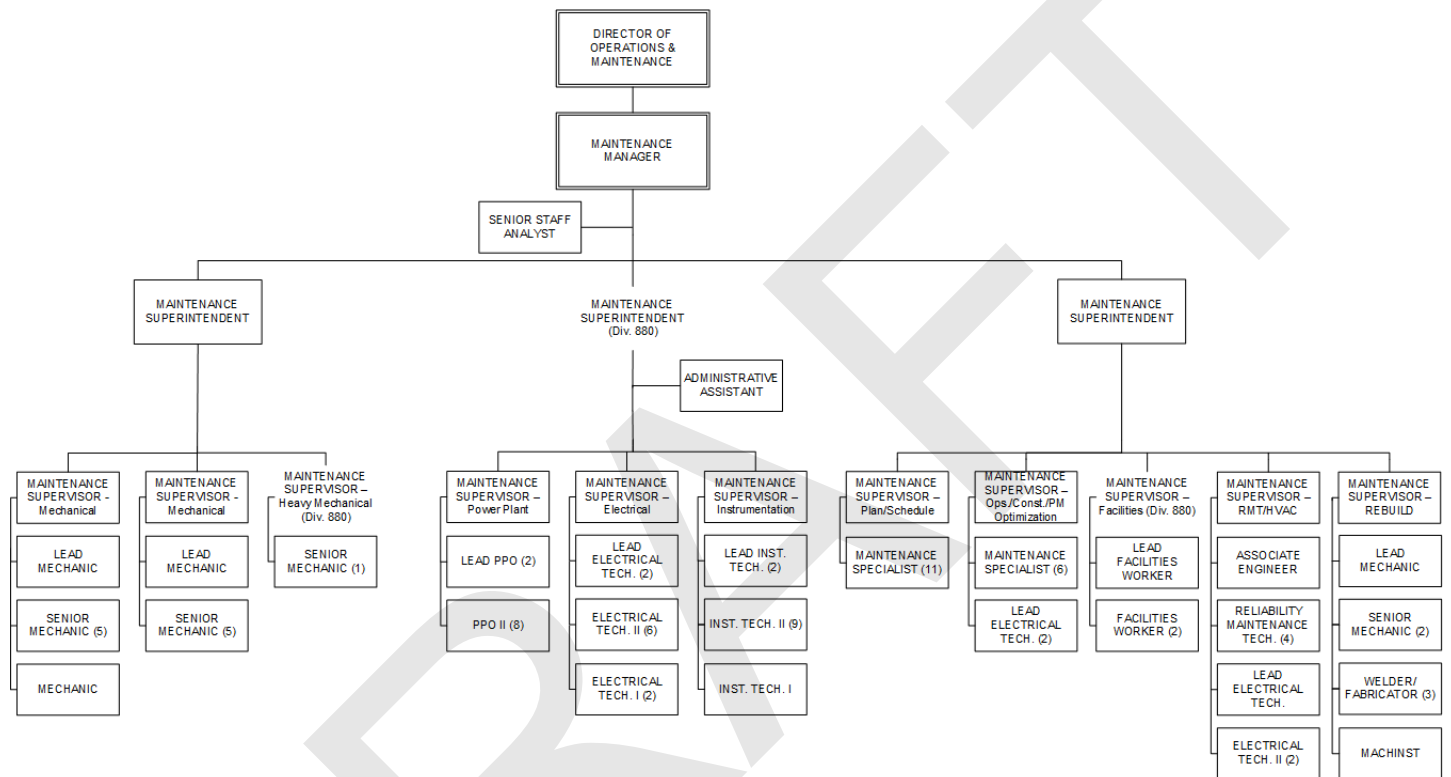 DIRECTOR OF
OPERATIONS &
MAINTENANCE
MAINTENANCE
MANAGER
SENIOR STAFF
ANALYST
MAINTENANCE
SUPERINTENDENT
MAINTENANCE
SUPERINTENDENT
(Div. 880)
MAINTENANCE
SUPERINTENDENT
ADMINISTRATIVE
ASSISTANT
MAINTENANCE
SUPERVISOR -
Mechanical
LEAD
MECHANIC
SENIOR
MECHANIC (5)
MECHANIC
MAINTENANCE
SUPERVISOR -
Mechanical
LEAD
MECHANIC
SENIOR
MECHANIC (5)
MAINTENANCE
SUPERVISOR –
Heavy Mechanical
(Div. 880)
SENIOR
MECHANIC (1)
MAINTENANCE
SUPERVISOR –
Power Plant
LEAD PPO (2)
PPO II (8)
MAINTENANCE
SUPERVISOR –
Electrical
LEAD
ELECTRICAL
TECH. (2)
ELECTRICAL
TECH. II (6)
ELECTRICAL
TECH. I (2)
MAINTENANCE
SUPERVISOR –
Instrumentation
LEAD INST.
TECH. (2)
INST. TECH. II (9)
INST. TECH. I
MAINTENANCE
SUPERVISOR –
Plan/Schedule
MAINTENANCE
SPECIALIST (11)
MAINTENANCE
SUPERVISOR –
Ops./Const./PM
Optimization
MAINTENANCE
SPECIALIST (6)
LEAD
ELECTRICAL
TECH. (2)
MAINTENANCE
SUPERVISOR –
Facilities (Div. 880)
LEAD
FACILITIES
WORKER
FACILITIES
WORKER (2)
MAINTENANCE
SUPERVISOR –
RMT/HVAC
ASSOCIATE
ENGINEER
RELIABILITY
MAINTENANCE
TECH. (4)
LEAD
ELECTRICAL
TECH.
ELECTRICAL
TECH. II (2)
MAINTENANCE
SUPERVISOR –
REBUILD
LEAD
MECHANIC
SENIOR
MECHANIC (2)
WELDER/
FABRICATOR (3)
MACHINST
DRAFT